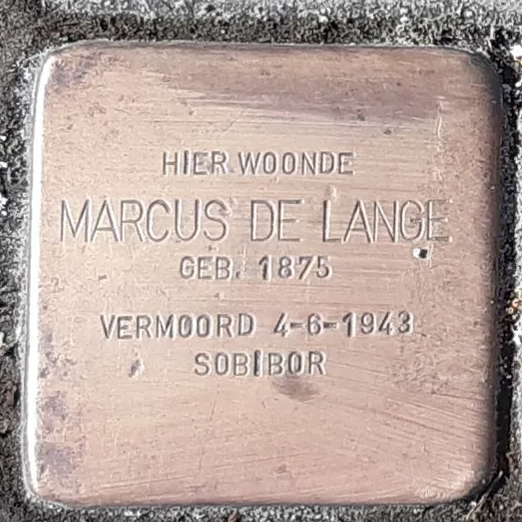 HIER WOONDE
MARCUS DE LANGE
GEB. 1875
VERMOORD 4-6-1943
SOBIBOR